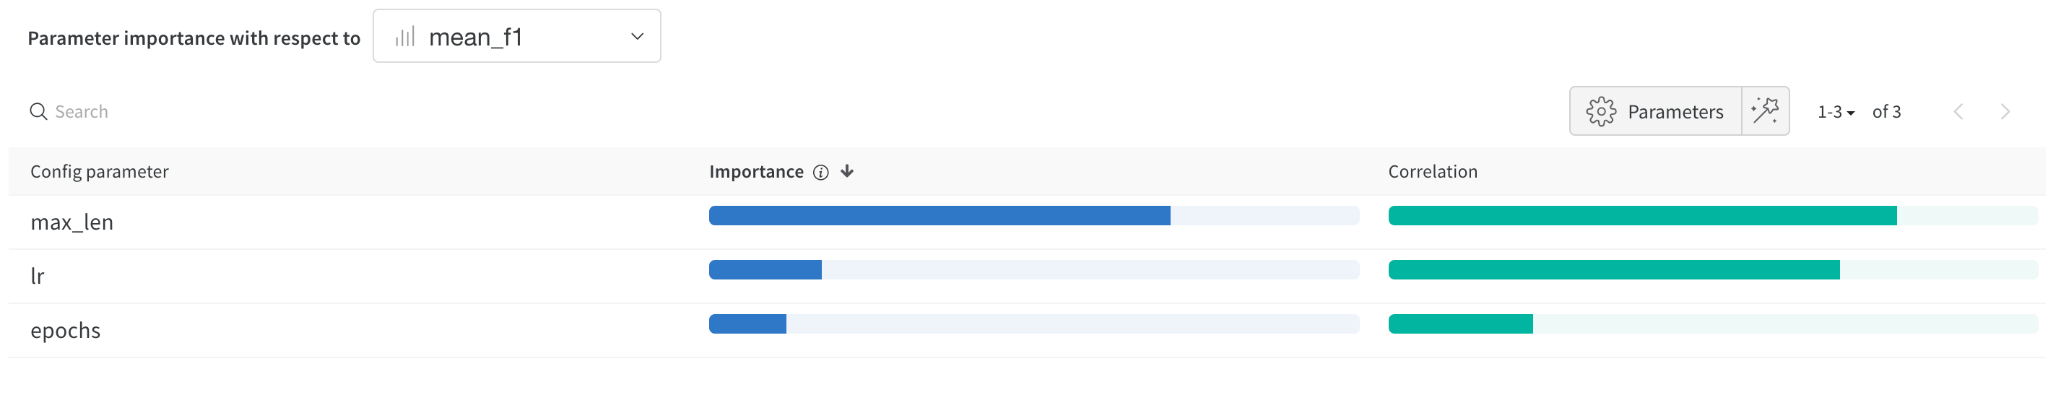 Parameter importance with respect to mean_f1
Search Parameters 1-3 of 3
Config parameter Importance Correlation
max_len
lr
epochs